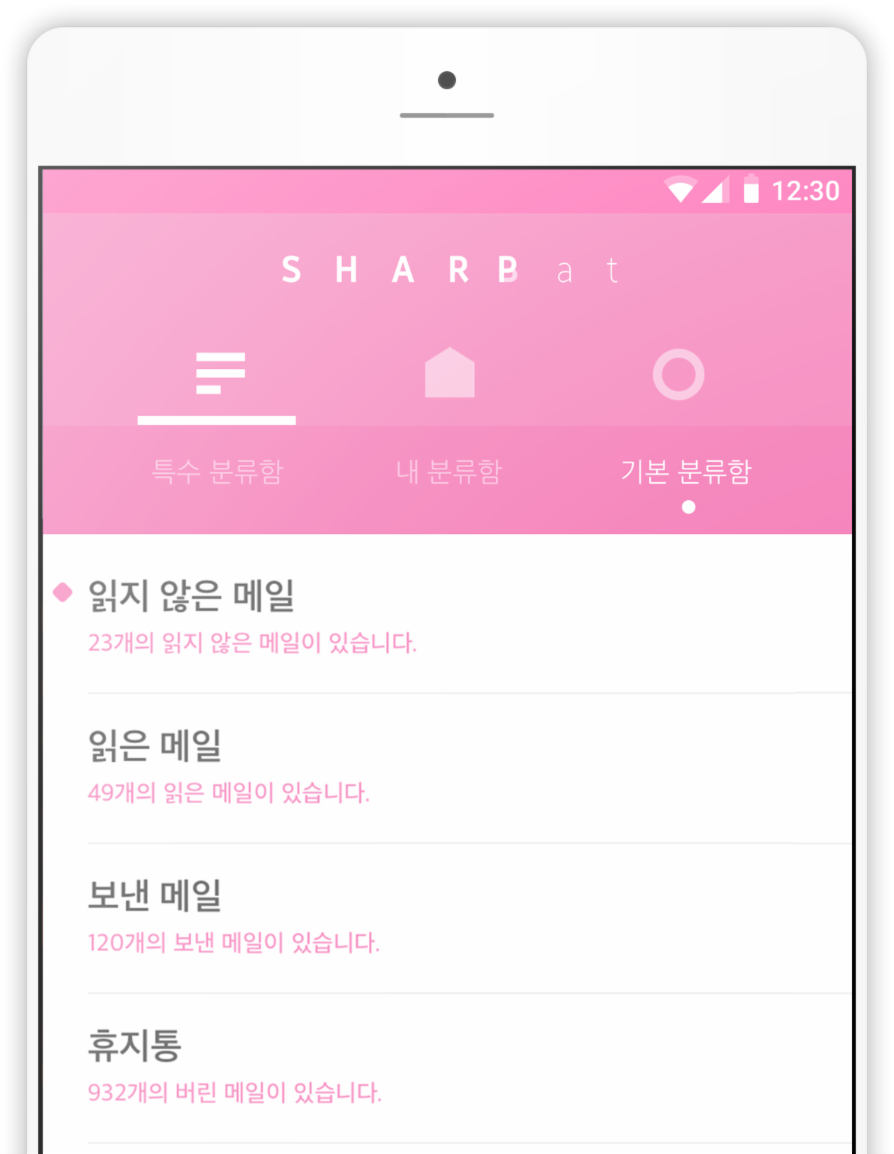 12:30
SHARBat
특수 분류함 내 분류함 기본 분류함
읽지 않은 메일
23개의 읽지 않은 메일이 있습니다.
읽은 메일
49개의 읽은 메일이 있습니다.
보낸 메일
120개의 보낸 메일이 있습니다.
휴지통
932개의 버린 메일이 있습니다.